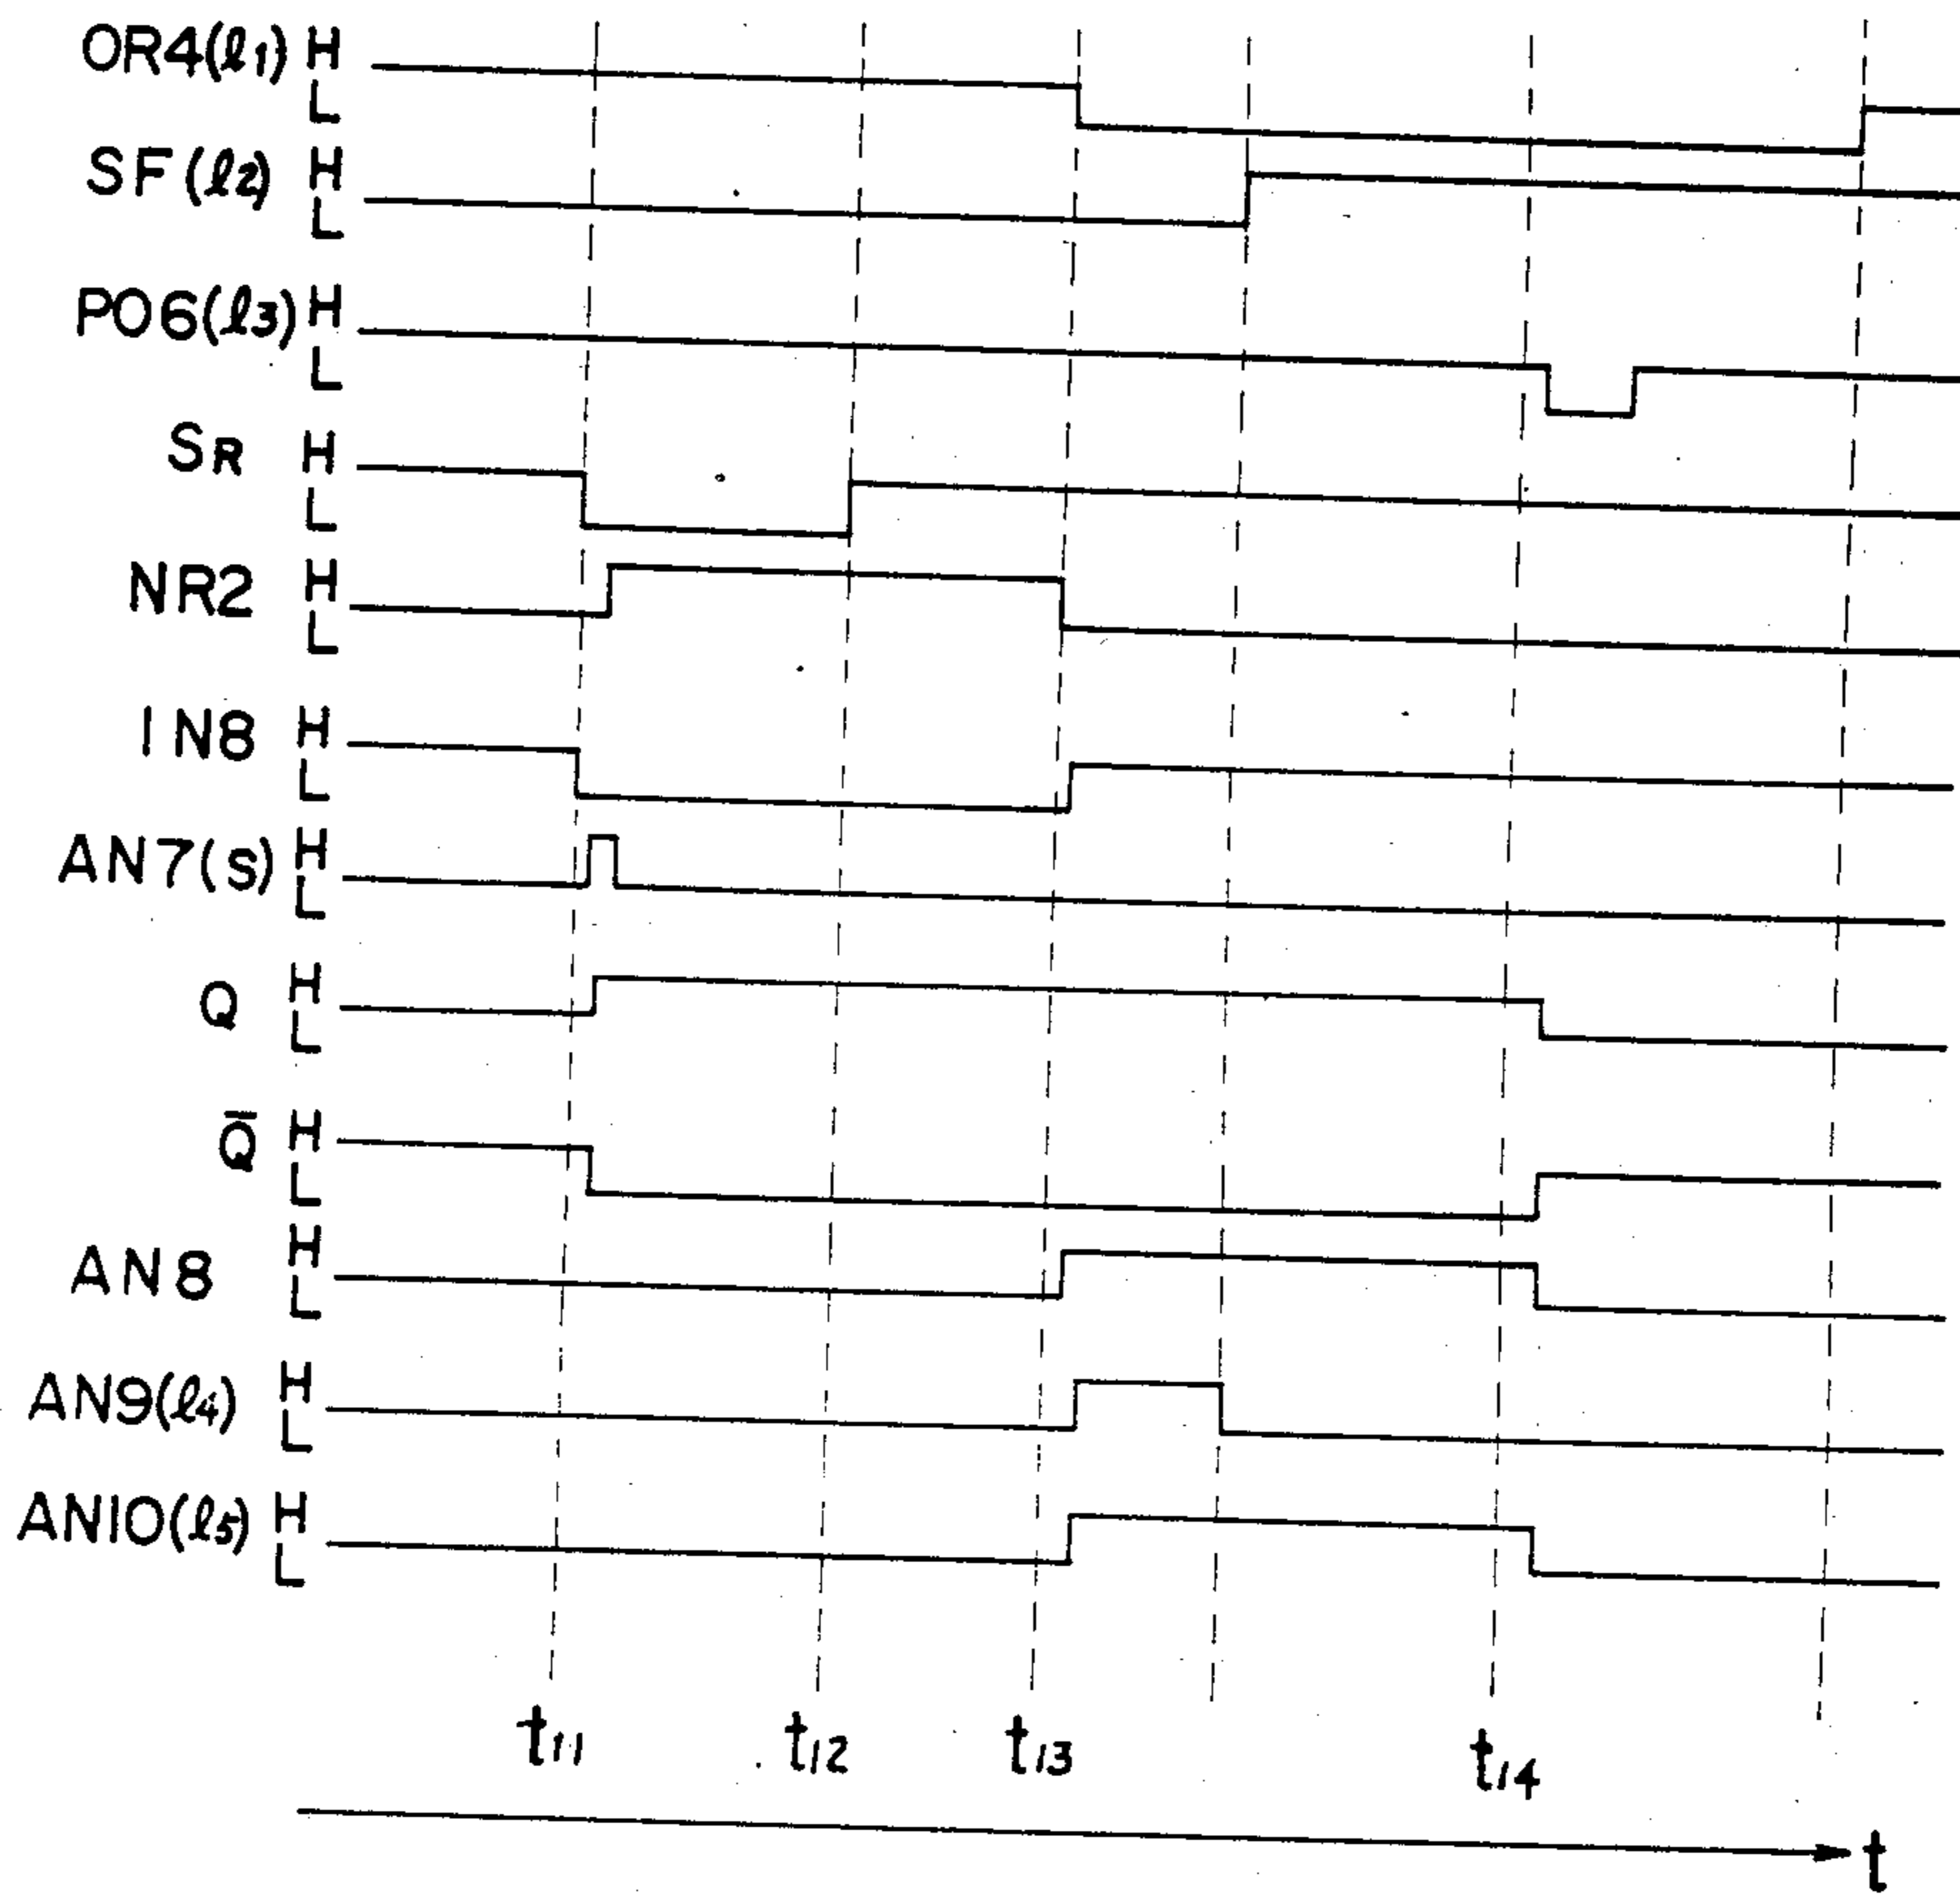 OR4(ℓ1) H
L
SF(ℓ2) H
L
PO6(ℓ3) H
L
SR H
L
NR2 H
L
IN8 H
L
AN7(S) H
L
Q H
L
Q̄ H
L
AN8 H
L
AN9(ℓ4) H
L
AN10(ℓ5) H
L
t11 t12 t13 t14
t